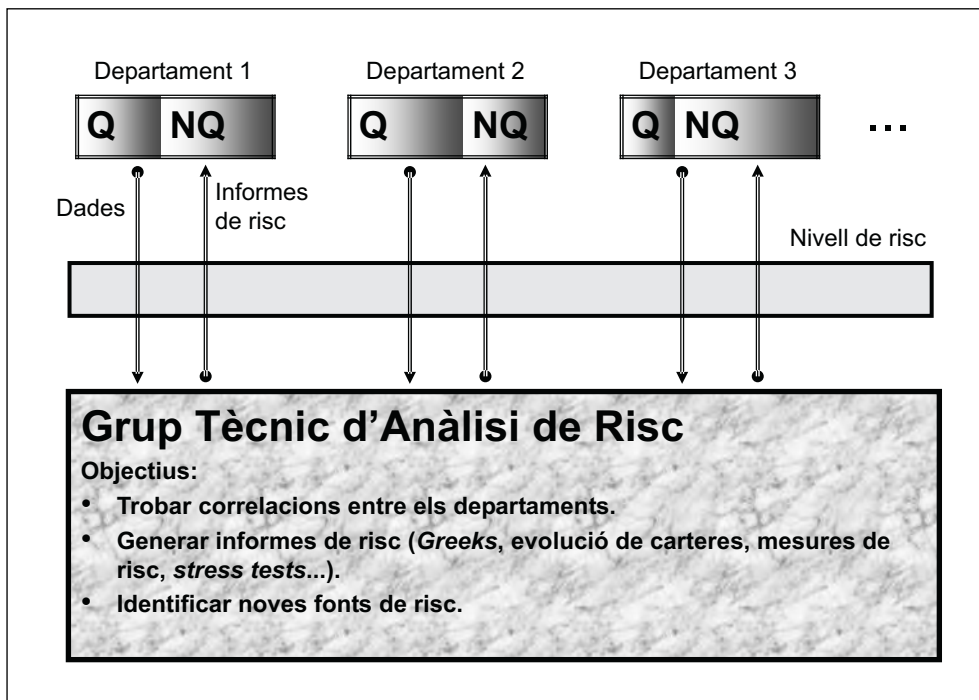 Departament 1
Departament 2
Departament 3
Q NQ
Q NQ
Q NQ
...
Dades
Informes
de risc
Nivell de risc
Grup Tècnic d'Anàlisi de Risc
Objectius:
• Trobar correlacions entre els departaments.
• Generar informes de risc (Greeks, evolució de carteres, mesures de
risc, stress tests...).
• Identificar noves fonts de risc.